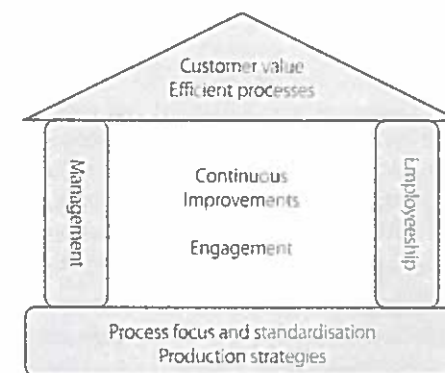 Customer value
Efficient processes
Management
Continuous
Improvements
Engagement
Employeeship
Process focus and standardisation
Production strategies